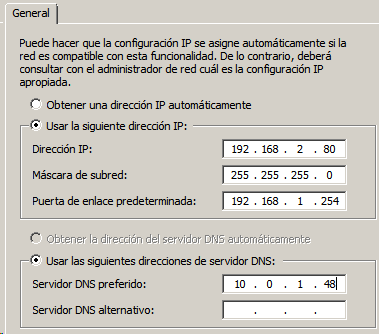 General
Puede hacer que la configuración IP se asigne automáticamente si la
red es compatible con esta funcionalidad. De lo contrario, deberá
consultar con el administrador de red cuál es la configuración IP
apropiada.
Obtener una dirección IP automáticamente
Usar la siguiente dirección IP:
Dirección IP: 192 . 168 . 2 . 80
Máscara de subred: 255 . 255 . 255 . 0
Puerta de enlace predeterminada: 192 . 168 . 1 . 254
Obtener la dirección del servidor DNS automáticamente
Usar las siguientes direcciones de servidor DNS:
Servidor DNS preferido: 10 . 0 . 1 . 48
Servidor DNS alternativo: . . .